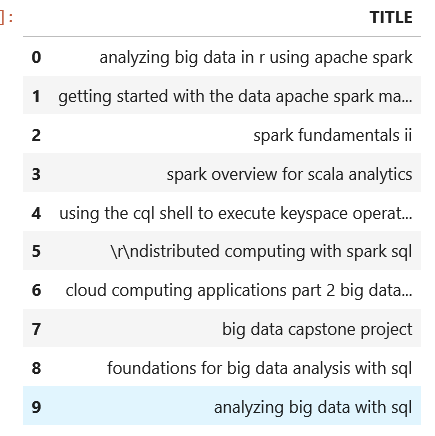 ]:
TITLE
0 analyzing big data in r using apache spark
1 getting started with the data apache spark ma...
2 spark fundamentals ii
3 spark overview for scala analytics
4 using the cql shell to execute keyspace operat...
5 \r\ndistributed computing with spark sql
6 cloud computing applications part 2 big data...
7 big data capstone project
8 foundations for big data analysis with sql
9 analyzing big data with sql